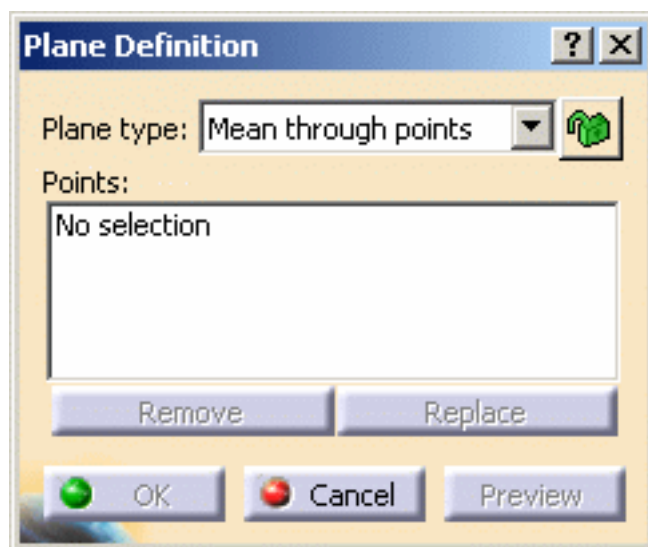 Plane Definition
Plane type: Mean through points
Points:
No selection
Remove Replace
OK Cancel Preview